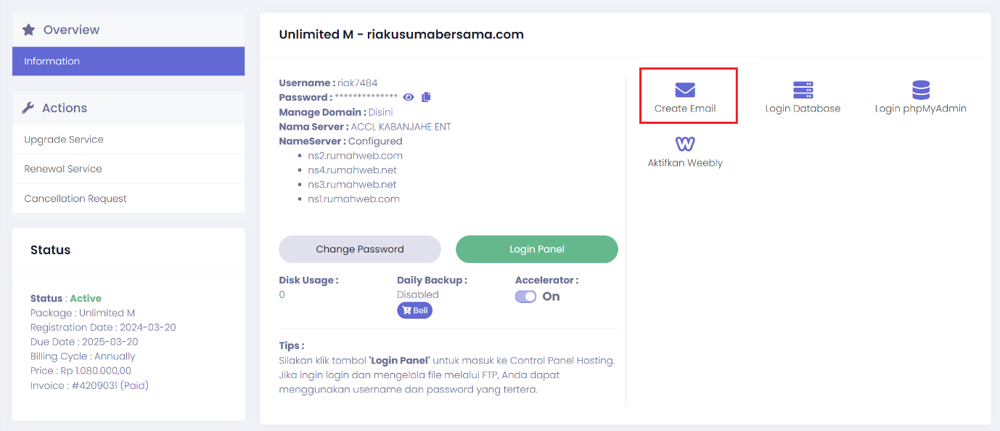 Overview
Information
Actions
Upgrade Service
Renewal Service
Cancellation Request
Status
Status : Active
Package : Unlimited M
Registration Date : 2024-03-20
Due Date : 2025-03-20
Billing Cycle : Annually
Price : Rp 1.080.000,00
Invoice : #4209031 (Paid)
Unlimited M - riakusumabersama.com
Username : riak7484
Password : **************
Manage Domain : Disini
Nama Server : ACCL KABANJAHE ENT
NameServer : Configured
• ns2.rumahweb.com
• ns4.rumahweb.net
• ns3.rumahweb.net
• ns1.rumahweb.com
Change Password
Login Panel
Disk Usage :
0
Daily Backup :
Disabled
Beli
Accelerator :
On
Tips :
Silakan klik tombol 'Login Panel' untuk masuk ke Control Panel Hosting.
Jika ingin login dan mengelola file melalui FTP, Anda dapat
menggunakan username dan password yang tertera.
Create Email
Login Database
Login phpMyAdmin
Aktifkan Weebly